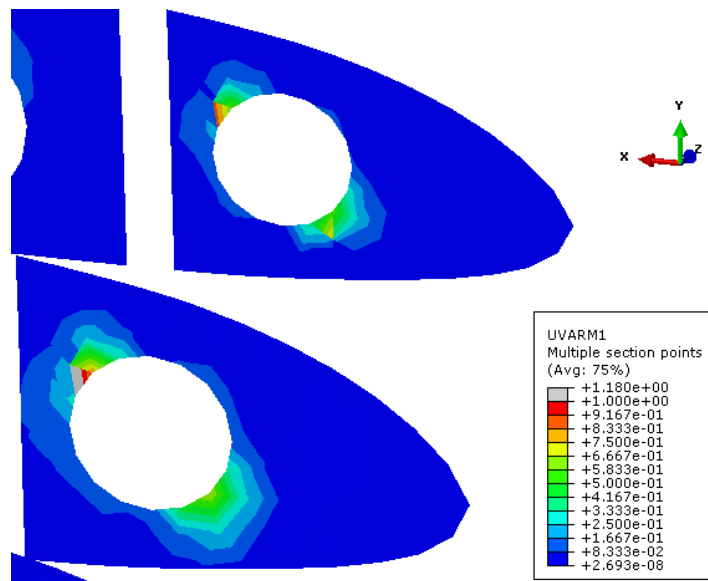 Y
X
Z
UVARM1
Multiple section points
(Avg: 75%)
+1.180e+00
+1.000e+00
+9.167e-01
+8.333e-01
+7.500e-01
+6.667e-01
+5.833e-01
+5.000e-01
+4.167e-01
+3.333e-01
+2.500e-01
+1.667e-01
+8.333e-02
+2.693e-08